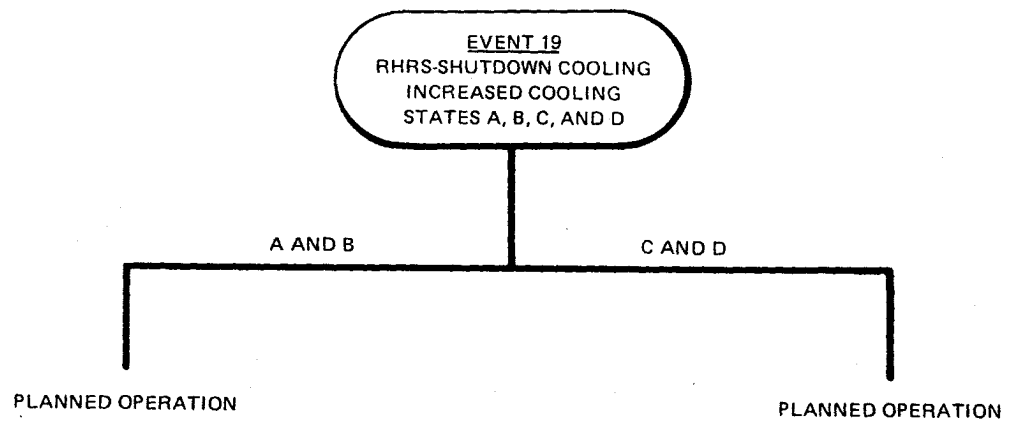 EVENT 19
RHRS-SHUTDOWN COOLING
INCREASED COOLING
STATES A, B, C, AND D
A AND B
C AND D
PLANNED OPERATION
PLANNED OPERATION